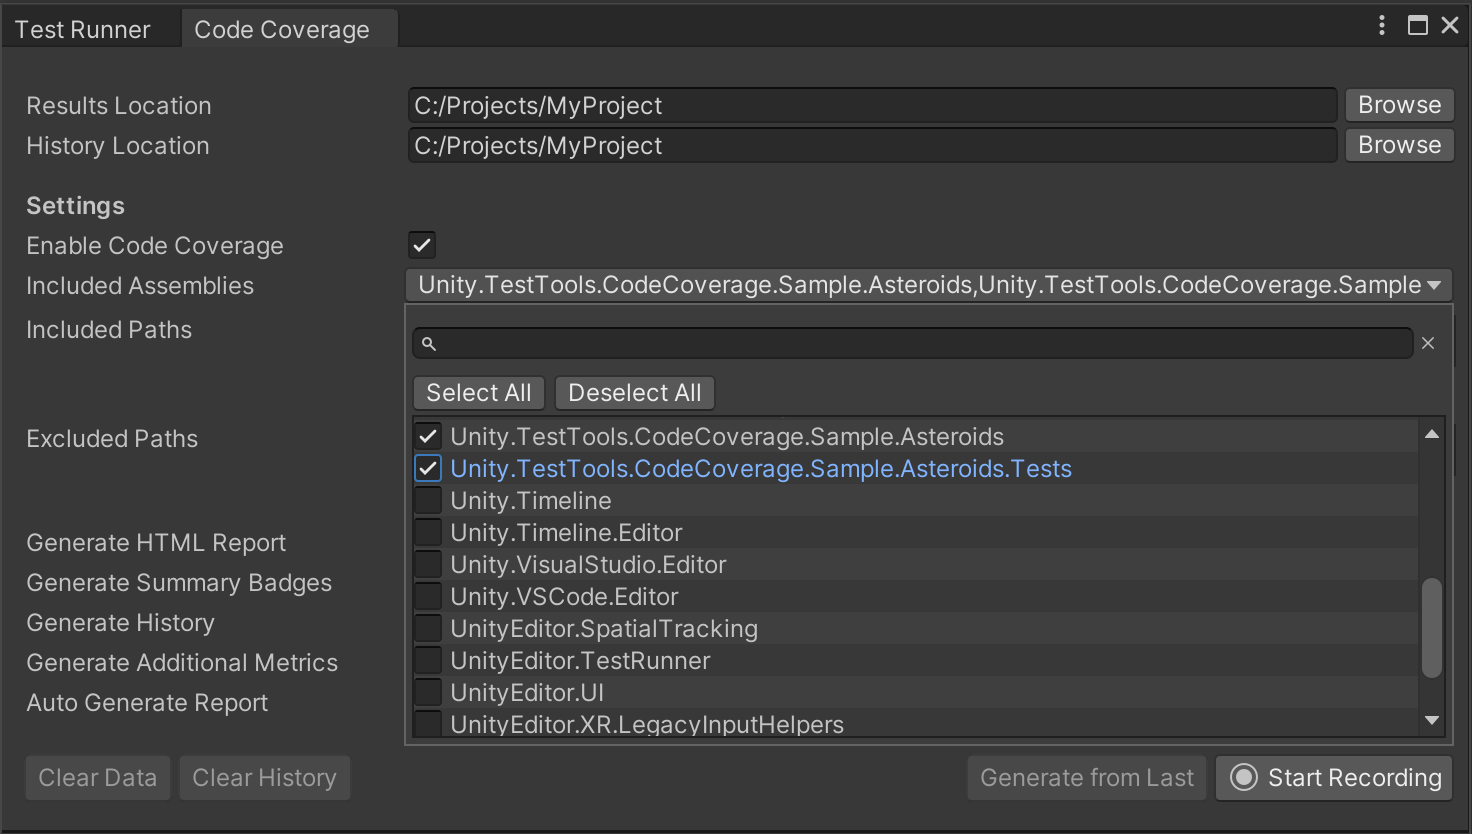 Test Runner
Code Coverage
Results Location
C:/Projects/MyProject
Browse
History Location
C:/Projects/MyProject
Browse
Settings
Enable Code Coverage
Included Assemblies
Unity.TestTools.CodeCoverage.Sample.Asteroids,Unity.TestTools.CodeCoverage.Sample
Included Paths
Select All
Deselect All
Excluded Paths
Unity.TestTools.CodeCoverage.Sample.Asteroids
Unity.TestTools.CodeCoverage.Sample.Asteroids.Tests
Unity.Timeline
Unity.Timeline.Editor
Unity.VisualStudio.Editor
Unity.VSCode.Editor
UnityEditor.SpatialTracking
UnityEditor.TestRunner
UnityEditor.UI
UnityEditor.XR.LegacyInputHelpers
Generate HTML Report
Generate Summary Badges
Generate History
Generate Additional Metrics
Auto Generate Report
Clear Data
Clear History
Generate from Last
Start Recording